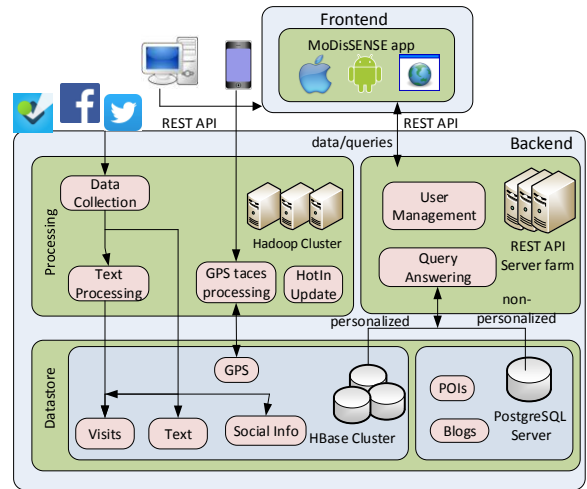 Frontend
MoDisSENSE app
REST API
REST API
data/queries
Backend
Processing
Data
Collection
Text
Processing
Hadoop Cluster
GPS taces
processing
HotIn
Update
User
Management
Query
Answering
REST API
Server farm
personalized
non-
personalized
Datastore
GPS
Visits
Text
Social Info
HBase Cluster
POIs
Blogs
PostgreSQL
Server